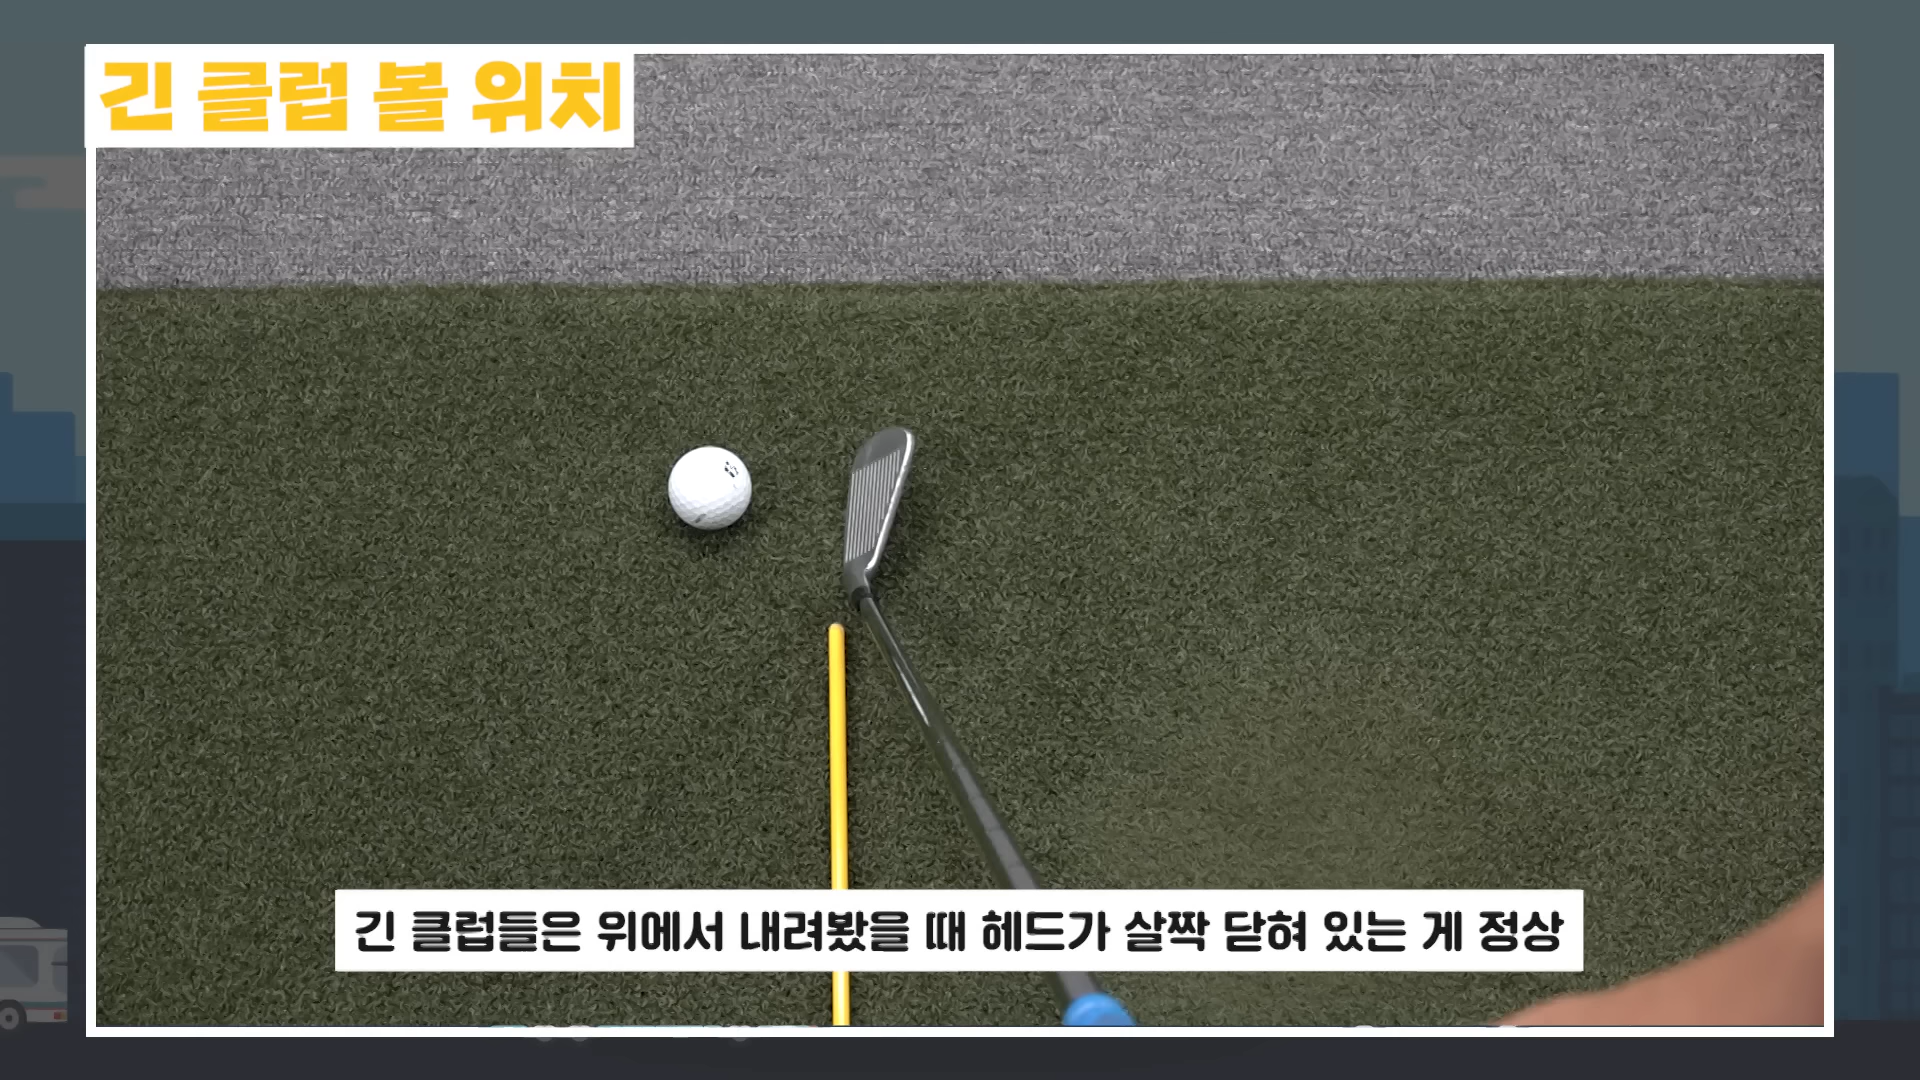 긴 클럽 볼 위치
긴 클럽들은 위에서 내려봤을 때 헤드가 살짝 닫혀 있는 게 정상